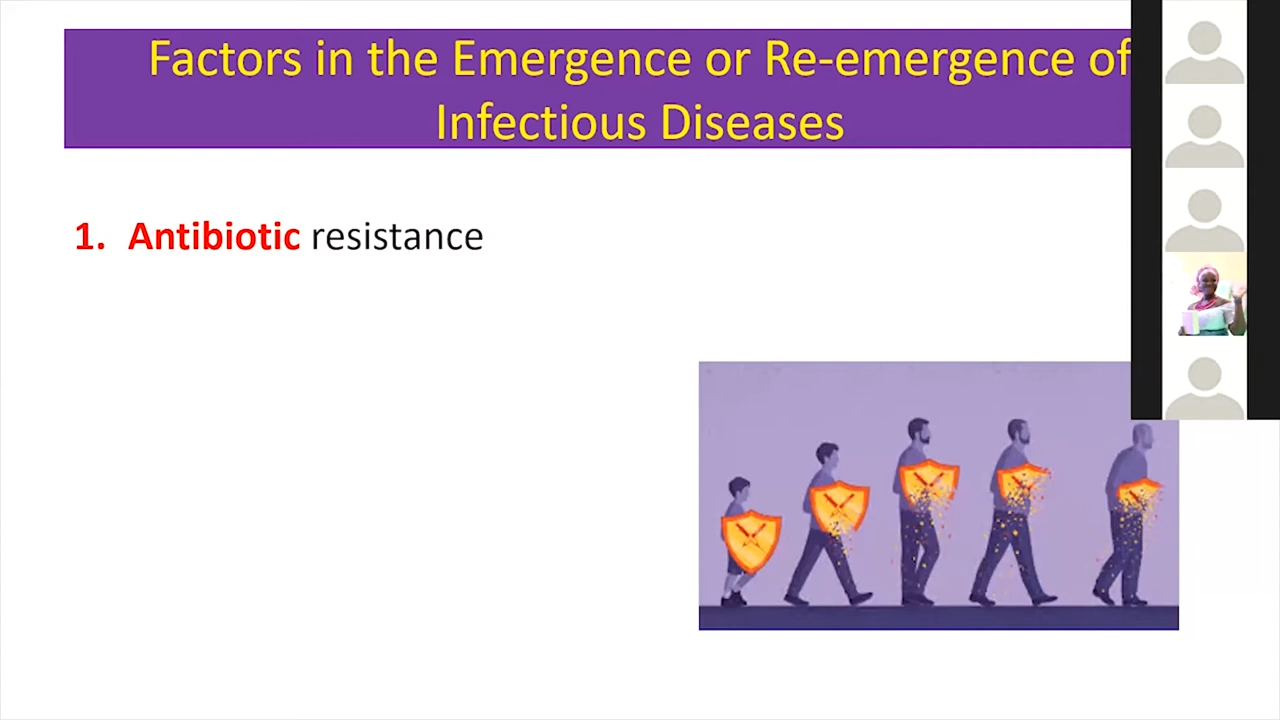 Factors in the Emergence or Re-emergence of
Infectious Diseases
1. Antibiotic resistance